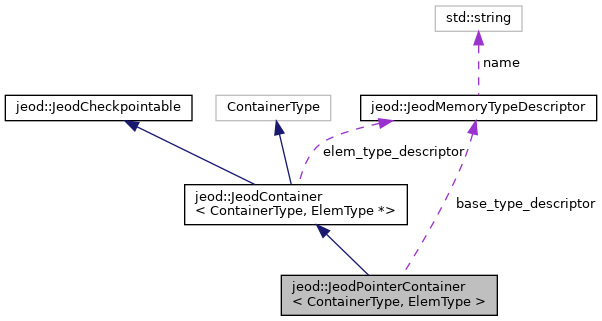 std::string
name
jeod::JeodCheckpointable
ContainerType
jeod::JeodMemoryTypeDescriptor
elem_type_descriptor
jeod::JeodContainer
< ContainerType, ElemType *>
base_type_descriptor
jeod::JeodPointerContainer
< ContainerType, ElemType >